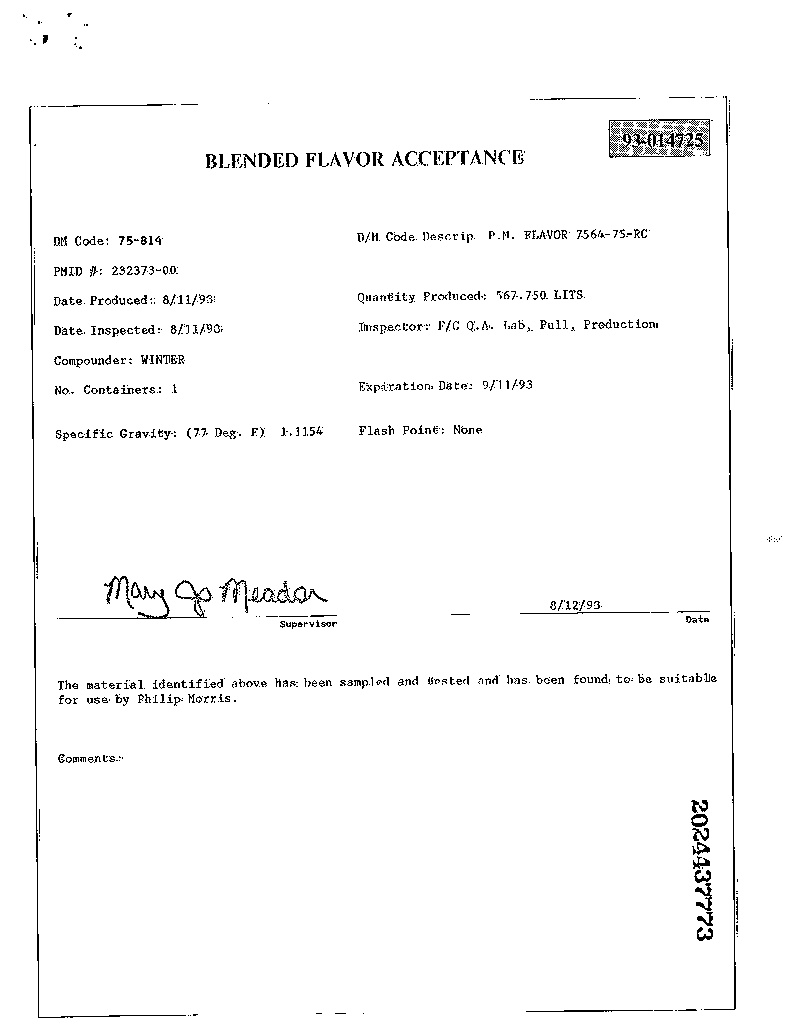 93-014725
BLENDED FLAVOR ACCEPTANCE
DM Code: 75-814
D/M Code Descrip. P.M. FLAVOR 7564-75-RC
PMID #: 232373-00
Date Produced: 8/11/93
Quantity Produced: 567.750 LITS
Date Inspected: 8/11/93
Inspector: F/C Q.A. Lab, Pull, Production
Compounder: WINTER
No. Containers: 1
Expiration Date: 9/11/93
Specific Gravity: (77 Deg. F) 1.1154
Flash Point: None
Mary Jo Meador
8/12/93
Supervisor
Date
The material identified above has been sampled and tested and has been found to be suitable
for use by Philip Morris.
Comments:
2024437773